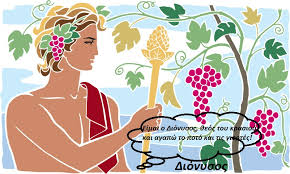 Είμαι ο Διόνυσος, θεός του κρασιού
και αγαπώ το ποτό και τις γιορτές!
Διόνυσος